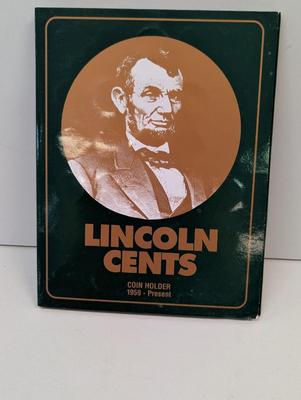 LINCOLN
CENTS
COIN HOLDER
1959 - Present